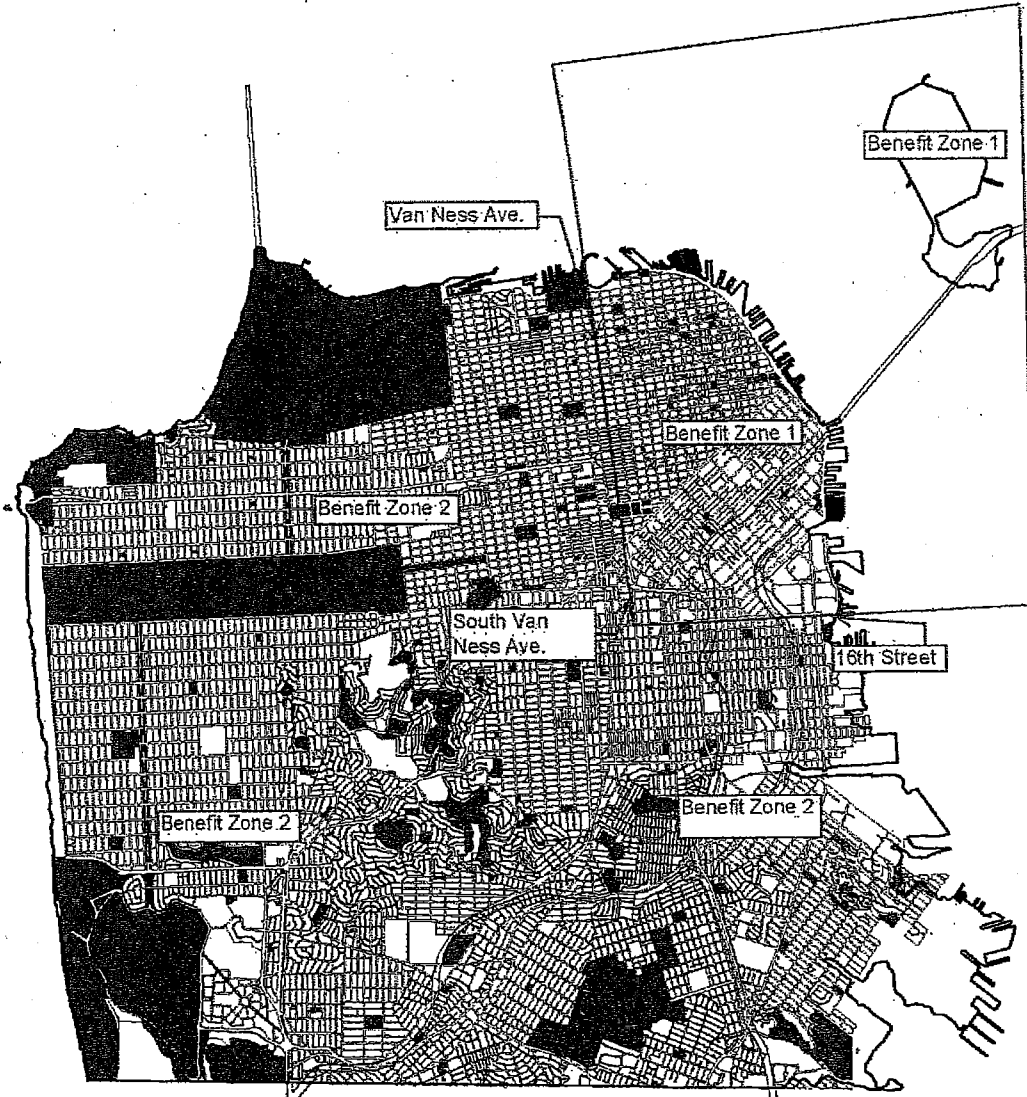 Benefit Zone 1
Van Ness Ave.
Benefit Zone 1
Benefit Zone 2
South Van
Ness Ave.
16th Street
Benefit Zone 2
Benefit Zone 2